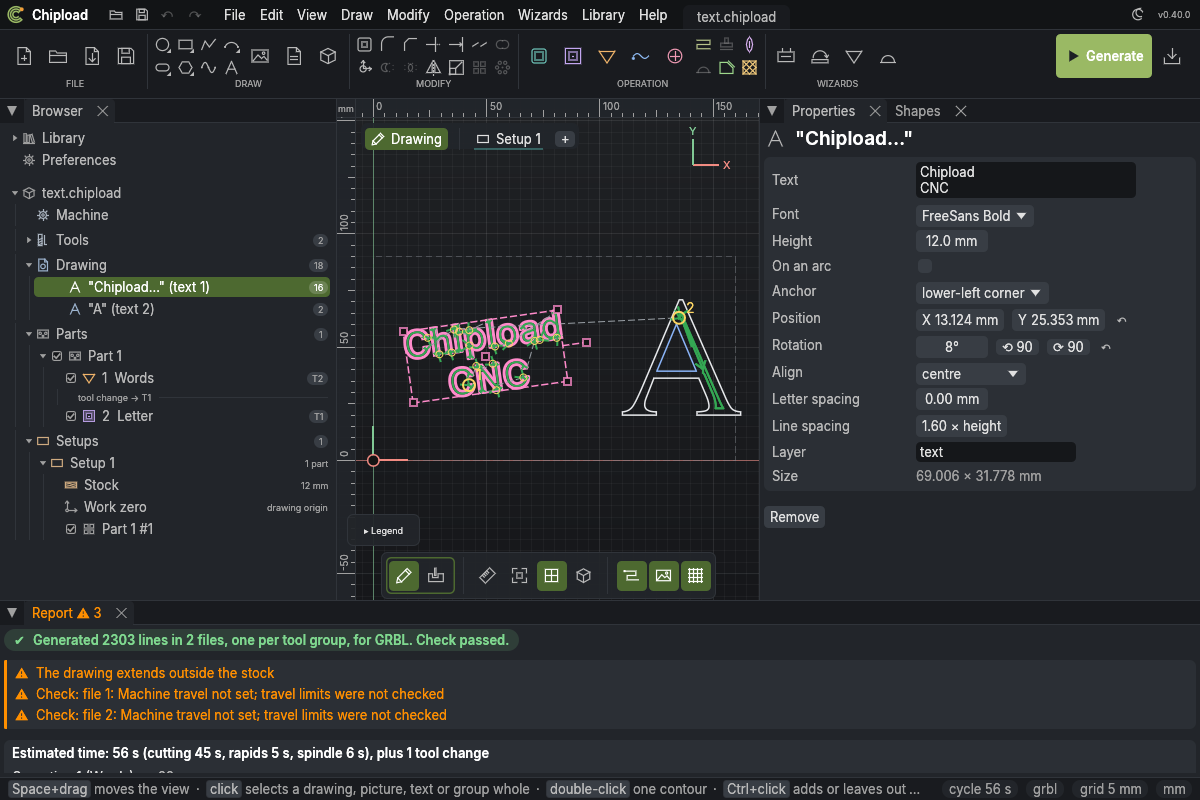 Chipload File Edit View Draw Modify Operation Wizards Library Help text.chipload v0.40.0
FILE DRAW MODIFY OPERATION WIZARDS
Generate
Browser
Library
Preferences
text.chipload
Machine
Tools 2
Drawing 18
"Chipload..." (text 1) 16
"A" (text 2) 2
Parts 1
Part 1
1 Words T2
tool change → T1
2 Letter T1
Setups 1
Setup 1 1 part
Stock 12 mm
Work zero drawing origin
Part 1 #1
mm 0 50 100 150
Drawing Setup 1 +
Y
X
100
50
0
-50
2
Chipload
CNC
A
Legend
Properties Shapes
"Chipload..."
Text Chipload
CNC
Font FreeSans Bold
Height 12.0 mm
On an arc
Anchor lower-left corner
Position X 13.124 mm Y 25.353 mm
Rotation 8° ⟲ 90 ⟳ 90
Align centre
Letter spacing 0.00 mm
Line spacing 1.60 × height
Layer text
Size 69.006 × 31.778 mm
Remove
Report 3
✔ Generated 2303 lines in 2 files, one per tool group, for GRBL. Check passed.
The drawing extends outside the stock
Check: file 1: Machine travel not set; travel limits were not checked
Check: file 2: Machine travel not set; travel limits were not checked
Estimated time: 56 s (cutting 45 s, rapids 5 s, spindle 6 s), plus 1 tool change
Space+drag moves the view · click selects a drawing, picture, text or group whole · double-click one contour · Ctrl+click adds or leaves out ... cycle 56 s grbl grid 5 mm mm